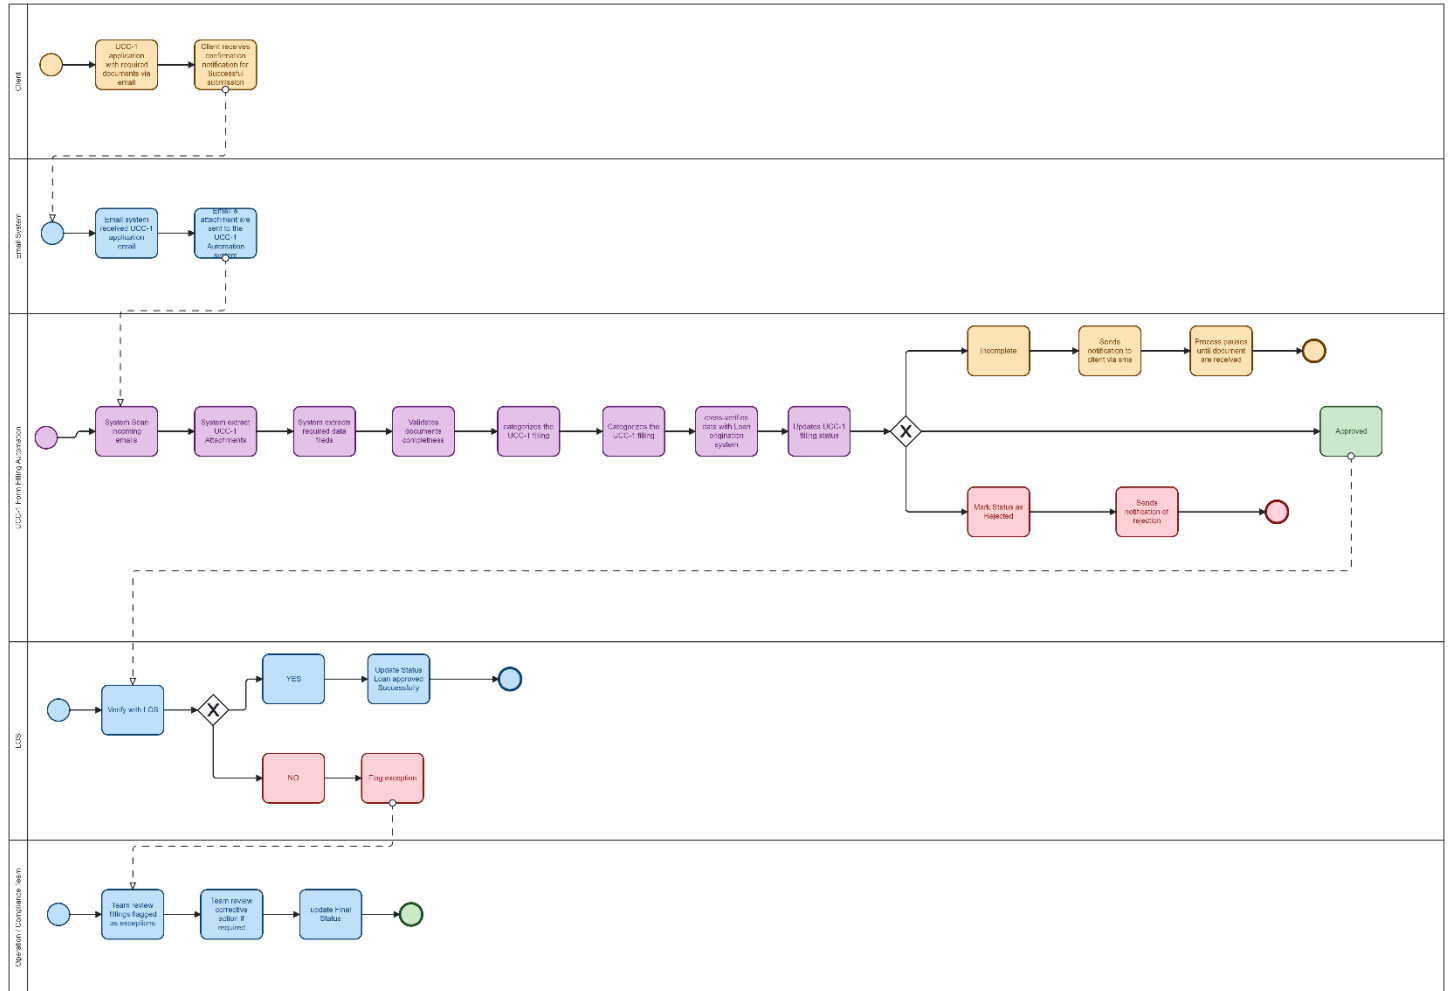 Client
UCC-1
application
with required
documents via
email
Client receives
confirmation
notification for
Successful
submission
Email System
Email system
received UCC-1
application
email
Email &
attachment are
sent to the
UCC-1
Automation
system
UCC-1 Form Filling Automation
System Scan
incoming
emails
System extract
UCC-1
Attachments
System extracts
required data
fileds
Validates
documents
completness
categorizes the
UCC-1 filling
Categorizes the
UCC-1 filling
cross-verifies
data with Loan
origination
system
Updates UCC-1
filling status
X
Incomplete
Sends
notification to
client via sms
Process pauses
until document
are received
Approved
Mark Status as
Rejected
Sends
notification of
rejection
LOS
Verify with LOS
X
YES
Update Status
Loan approved
Successfully
NO
Flag exception
Operation / Compliance Team
Team review
fillings flagged
as exceptions
Team review
corrective
action if
required
update Final
Status